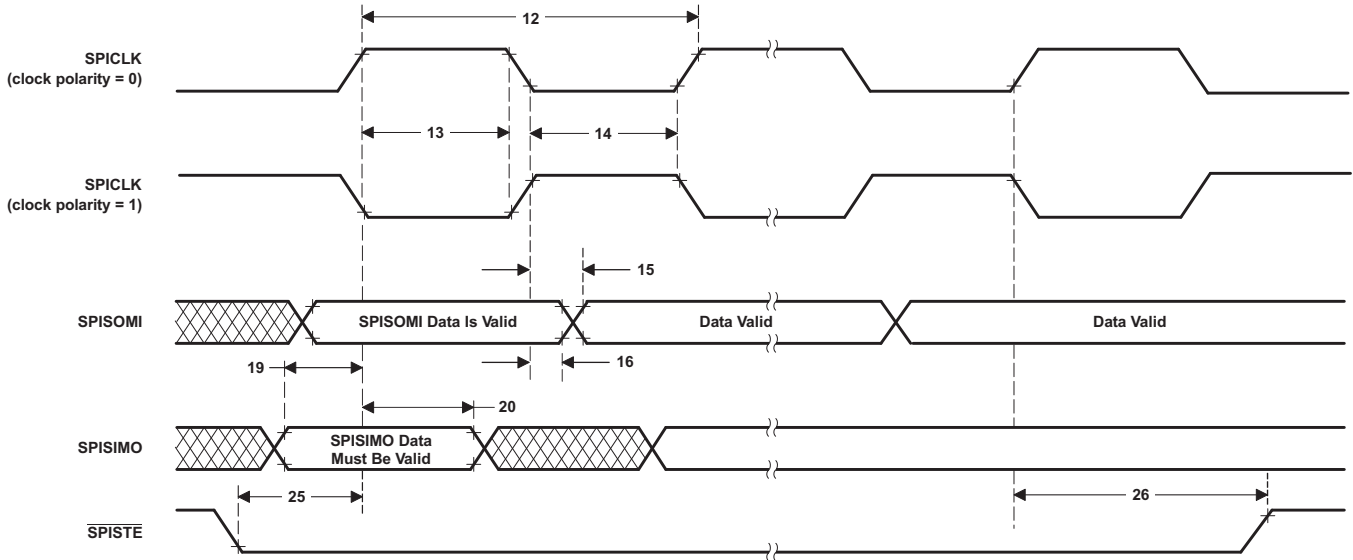 12
SPICLK
(clock polarity = 0)
13
14
SPICLK
(clock polarity = 1)
15
SPISOMI
SPISOMI Data Is Valid
Data Valid
Data Valid
19
16
20
SPISIMO
SPISIMO Data
Must Be Valid
25
26
SPISTE